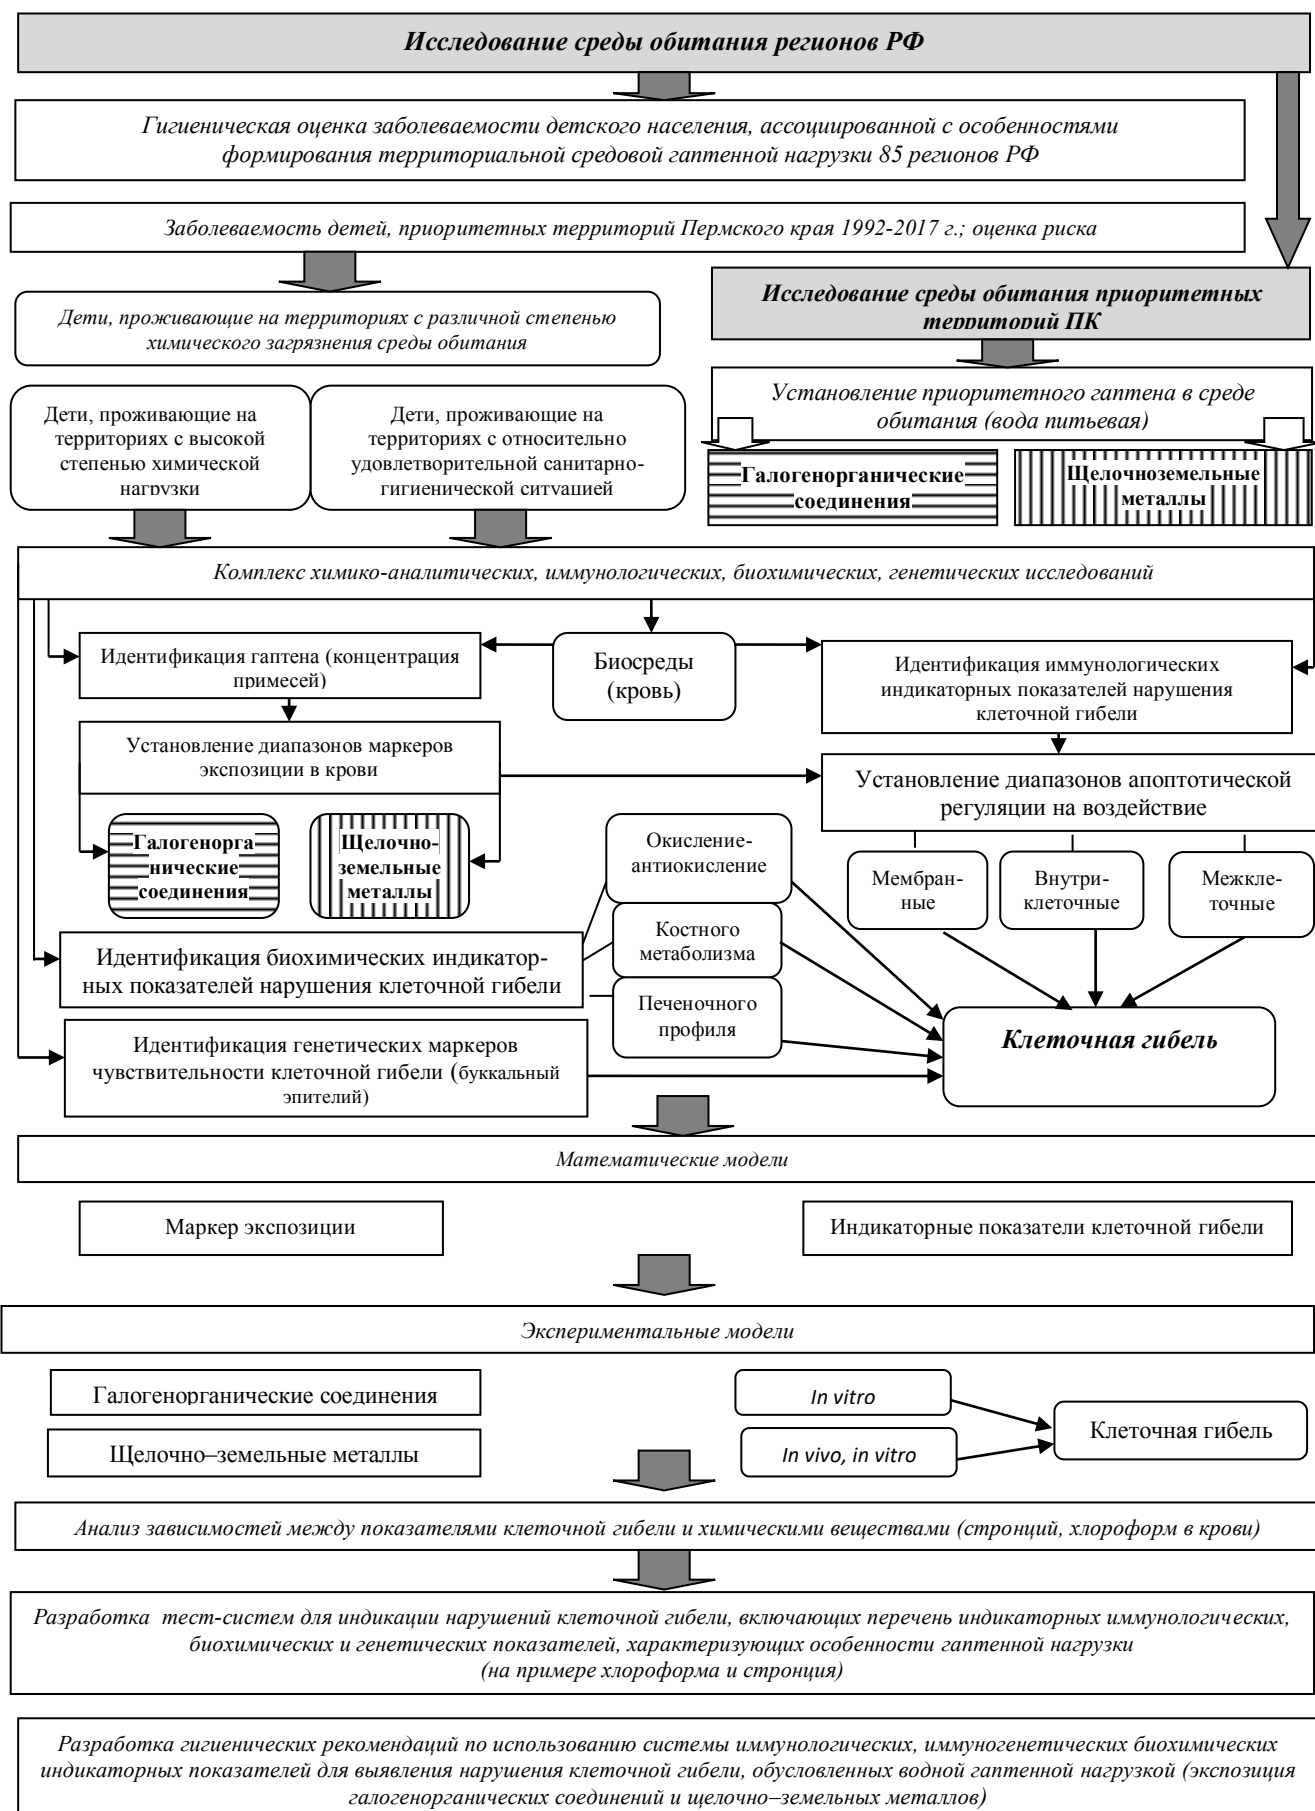 Исследование среды обитания регионов РФ
Гигиеническая оценка заболеваемости детского населения, ассоциированной с особенностями
формирования территориальной средовой гаптенной нагрузки 85 регионов РФ
Заболеваемость детей, приоритетных территорий Пермского края 1992-2017 г.; оценка риска
Исследование среды обитания приоритетных
территорий ПК
Дети, проживающие на территориях с различной степенью
химического загрязнения среды обитания
Установление приоритетного гаптена в среде
обитания (вода питьевая)
Дети, проживающие на
территориях с высокой
степенью химической
нагрузки
Дети, проживающие на
территориях с относительно
удовлетворительной санитарно-
гигиенической ситуацией
Галогенорганические
соединения
Щелочноземельные
металлы
Комплекс химико-аналитических, иммунологических, биохимических, генетических исследований
Идентификация гаптена (концентрация
примесей)
Биосреды
(кровь)
Идентификация иммунологических
индикаторных показателей нарушения
клеточной гибели
Установление диапазонов маркеров
экспозиции в крови
Установление диапазонов апоптотической
регуляции на воздействие
Галогенорга
нические
соединения
Щелочно-
земельные
металлы
Окисление-
антиокисление
Мембран-
ные
Внутри-
клеточные
Межкле-
точные
Костного
метаболизма
Идентификация биохимических индикатор-
ных показателей нарушения клеточной гибели
Печеночного
профиля
Клеточная гибель
Идентификация генетических маркеров
чувствительности клеточной гибели (буккальный
эпителий)
Математические модели
Маркер экспозиции
Индикаторные показатели клеточной гибели
Экспериментальные модели
Галогенорганические соединения
In vitro
Клеточная гибель
Щелочно–земельные металлы
In vivo, in vitro
Анализ зависимостей между показателями клеточной гибели и химическими веществами (стронций, хлороформ в крови)
Разработка тест-систем для индикации нарушений клеточной гибели, включающих перечень индикаторных иммунологических,
биохимических и генетических показателей, характеризующих особенности гаптенной нагрузки
(на примере хлороформа и стронция)
Разработка гигиенических рекомендаций по использованию системы иммунологических, иммуногенетических биохимических
индикаторных показателей для выявления нарушения клеточной гибели, обусловленных водной гаптенной нагрузкой (экспозиция
галогенорганических соединений и щелочно–земельных металлов)